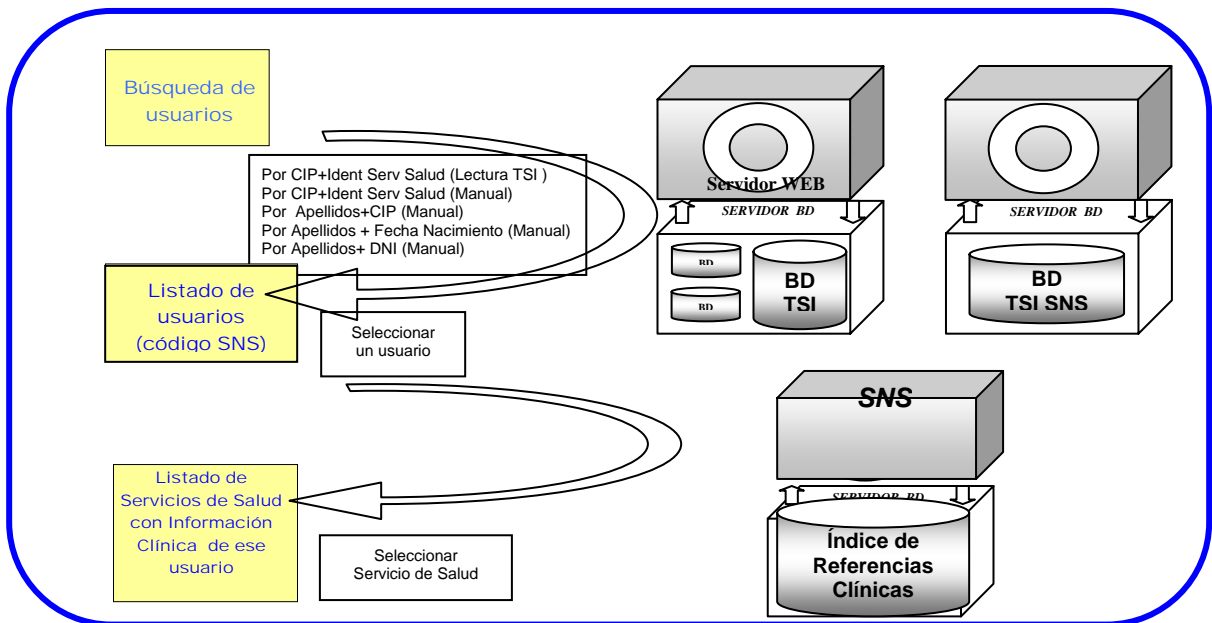 Búsqueda de
usuarios
Por CIP+Ident Serv Salud (Lectura TSI )
Por CIP+Ident Serv Salud (Manual)
Por Apellidos+CIP (Manual)
Por Apellidos + Fecha Nacimiento (Manual)
Por Apellidos+ DNI (Manual)
Listado de
usuarios
(código SNS)
Seleccionar
un usuario
Servidor WEB
SERVIDOR BD
BD
BD
BD
TSI
SERVIDOR BD
BD
TSI SNS
Listado de
Servicios de Salud
con Información
Clínica de ese
usuario
Seleccionar
Servicio de Salud
SNS
SERVIDOR BD
Índice de
Referencias
Clínicas